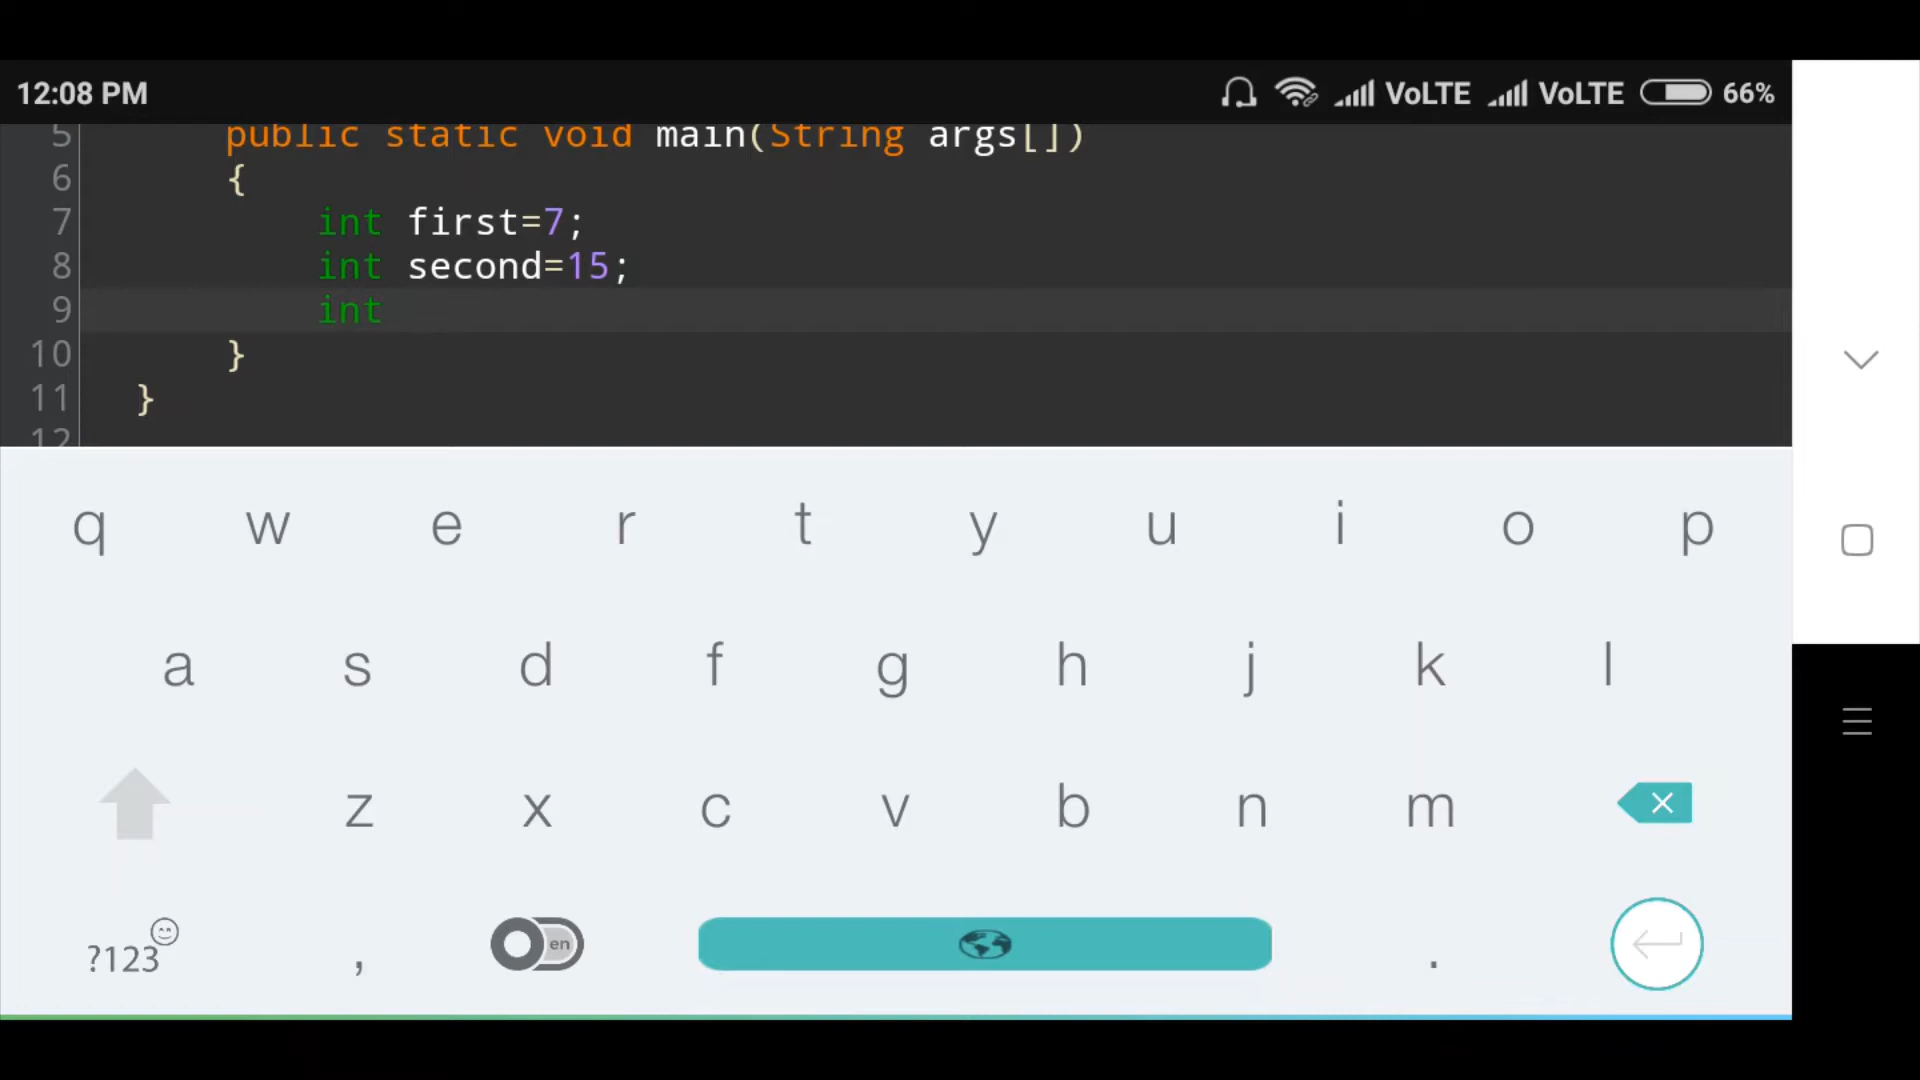 12:08 PM VoLTE VoLTE 66%
5 public static void main(String args[])
6 {
7 int first=7;
8 int second=15;
9 int
10 }
11 }
12
q w e r t y u i o p
a s d f g h j k l
z x c v b n m
?123 , en .